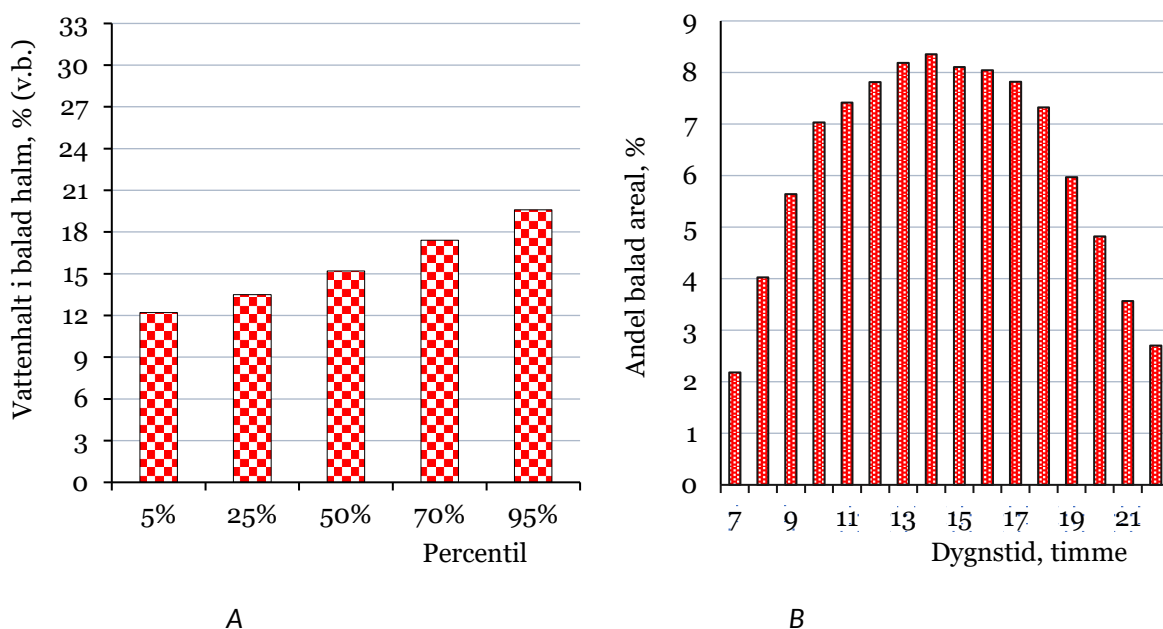 Vattenhalt i balad halm, % (v.b.)
33
30
27
24
21
18
15
12
9
6
3
0
5% 25% 50% 70% 95%
Percentil
A
Andel balad areal, %
9
8
7
6
5
4
3
2
1
0
7 9 11 13 15 17 19 21
Dygnstid, timme
B